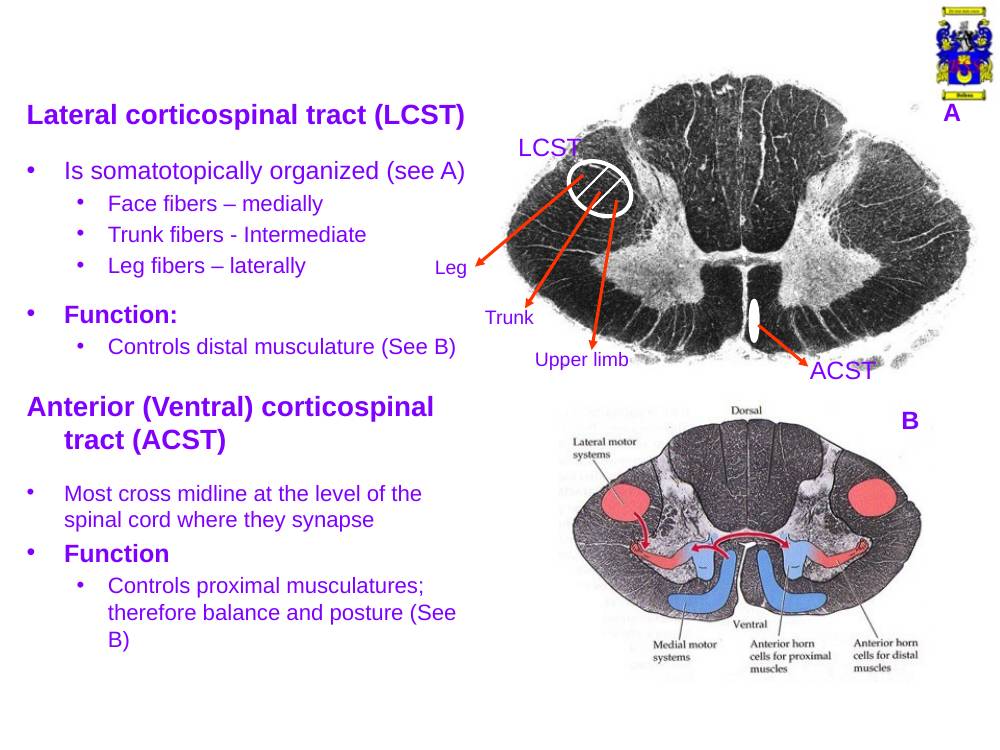 Lateral corticospinal tract (LCST)
• Is somatotopically organized (see A)
• Face fibers – medially
• Trunk fibers - Intermediate
• Leg fibers – laterally
• Function:
• Controls distal musculature (See B)
Anterior (Ventral) corticospinal
tract (ACST)
• Most cross midline at the level of the
spinal cord where they synapse
• Function
• Controls proximal musculatures;
therefore balance and posture (See
B)
A
LCST
Leg
Trunk
Upper limb
ACST
B
Dorsal
Lateral motor
systems
Ventral
Medial motor
systems
Anterior horn
cells for proximal
muscles
Anterior horn
cells for distal
muscles